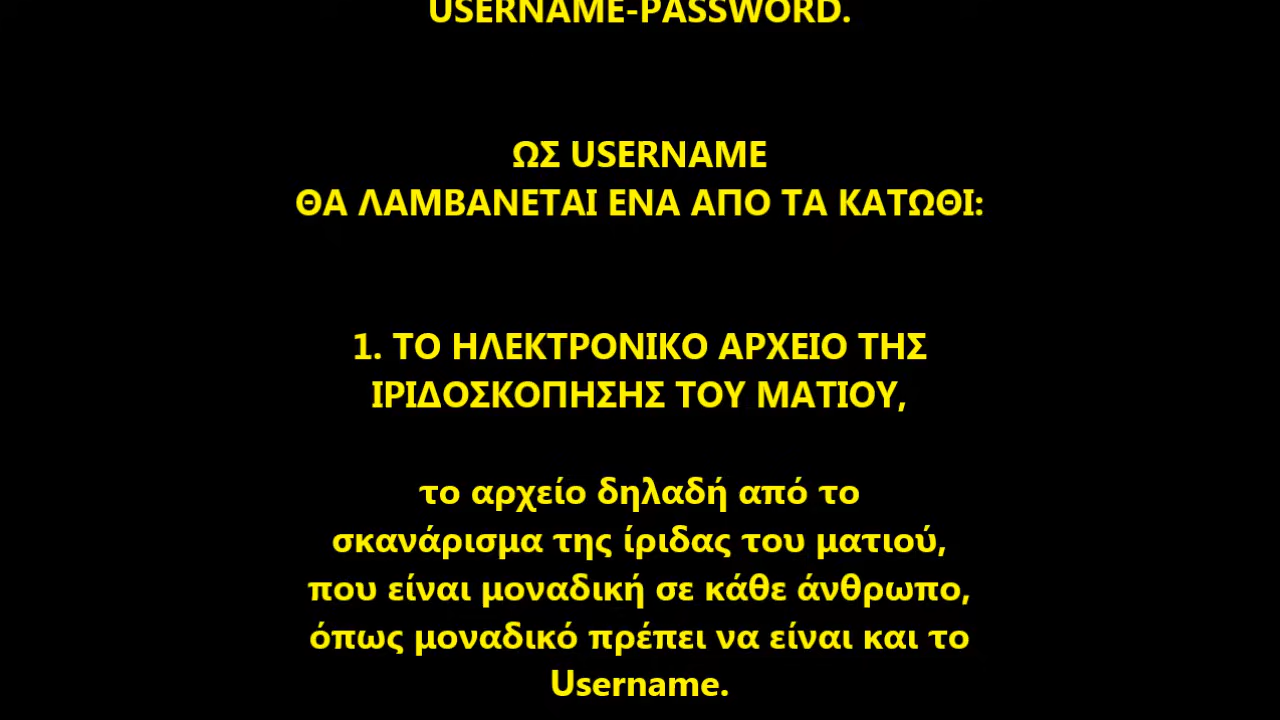 USERNAME-PASSWORD.
ΩΣ USERNAME
ΘΑ ΛΑΜΒΑΝΕΤΑΙ ΕΝΑ ΑΠΟ ΤΑ ΚΑΤΩΘΙ:
1. ΤΟ ΗΛΕΚΤΡΟΝΙΚΟ ΑΡΧΕΙΟ ΤΗΣ
ΙΡΙΔΟΣΚΟΠΗΣΗΣ ΤΟΥ ΜΑΤΙΟΥ,
το αρχείο δηλαδή από το
σκανάρισμα της ίριδας του ματιού,
που είναι μοναδική σε κάθε άνθρωπο,
όπως μοναδικό πρέπει να είναι και το
Username.